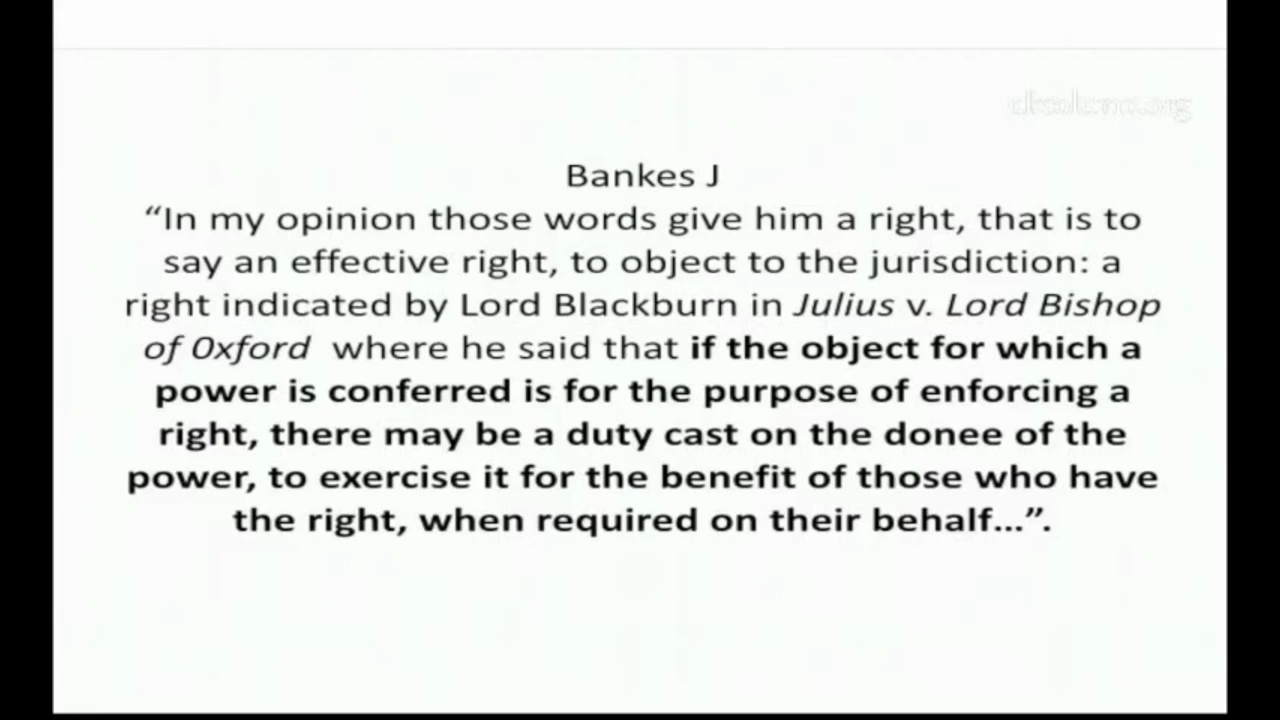 Bankes J
“In my opinion those words give him a right, that is to
say an effective right, to object to the jurisdiction: a
right indicated by Lord Blackburn in Julius v. Lord Bishop
of 0xford where he said that if the object for which a
power is conferred is for the purpose of enforcing a
right, there may be a duty cast on the donee of the
power, to exercise it for the benefit of those who have
the right, when required on their behalf...”.